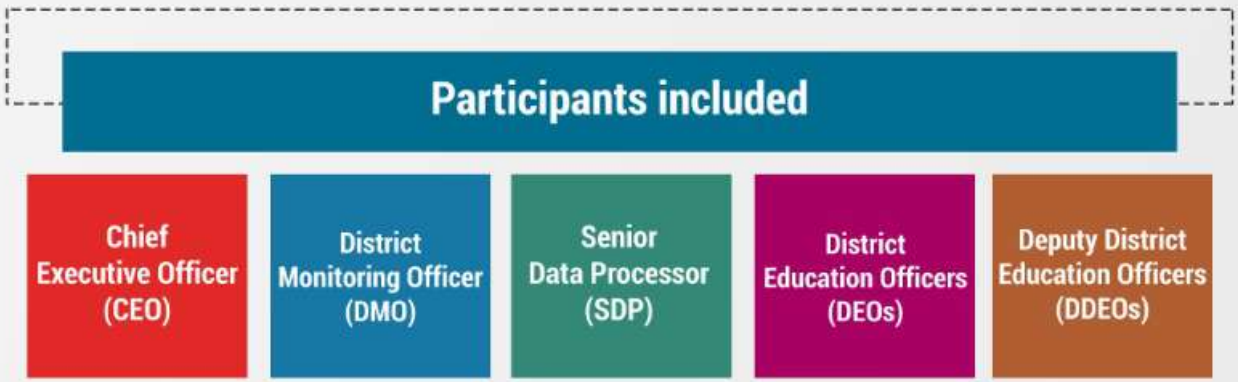 Participants included
Chief
Executive Officer
(CEO)
District
Monitoring Officer
(DMO)
Senior
Data Processor
(SDP)
District
Education Officers
(DEOs)
Deputy District
Education Officers
(DDEOs)